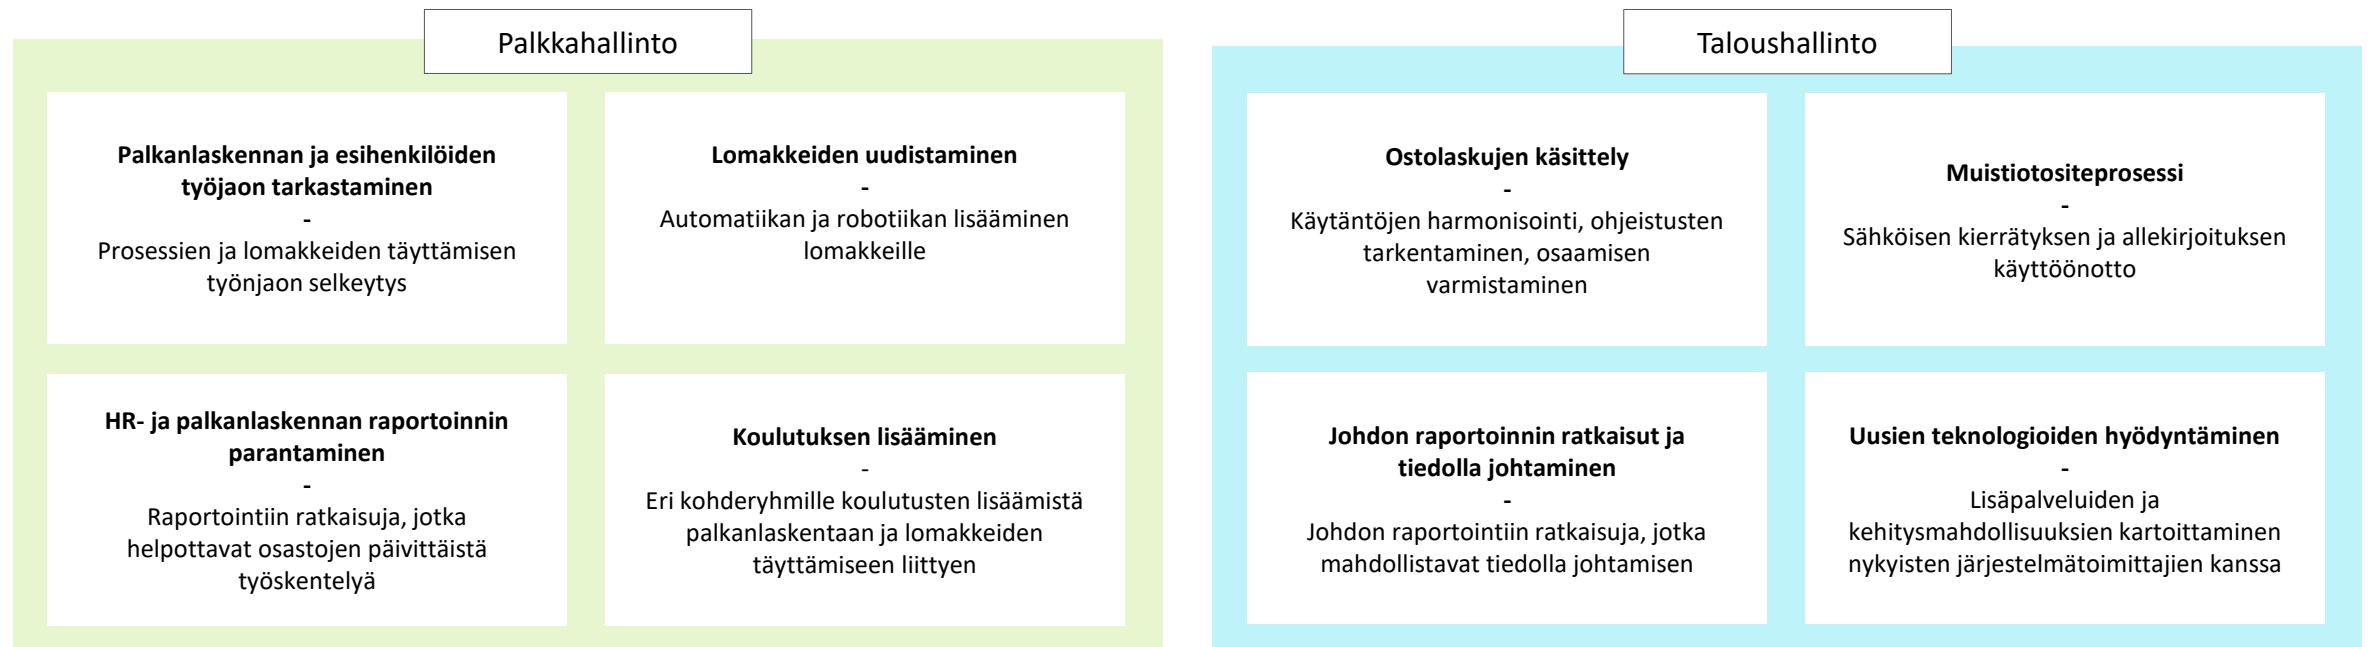 Palkkahallinto
Palkanlaskennan ja esihenkilöiden
työjaon tarkastaminen
-
Prosessien ja lomakkeiden täyttämisen
työnjaon selkeytys
Lomakkeiden uudistaminen
-
Automatiikan ja robotiikan lisääminen
lomakkeille
HR- ja palkanlaskennan raportoinnin
parantaminen
-
Raportointiin ratkaisuja, jotka
helpottavat osastojen päivittäistä
työskentelyä
Koulutuksen lisääminen
-
Eri kohderyhmille koulutusten lisäämistä
palkanlaskentaan ja lomakkeiden
täyttämiseen liittyen
Taloushallinto
Ostolaskujen käsittely
-
Käytäntöjen harmonisointi, ohjeistusten
tarkentaminen, osaamisen
varmistaminen
Muistiotositeprosessi
-
Sähköisen kierrätyksen ja allekirjoituksen
käyttöönotto
Johdon raportoinnin ratkaisut ja
tiedolla johtaminen
-
Johdon raportointiin ratkaisuja, jotka
mahdollistavat tiedolla johtamisen
Uusien teknologioiden hyödyntäminen
-
Lisäpalveluiden ja
kehitysmahdollisuuksien kartoittaminen
nykyisten järjestelmätoimittajien kanssa